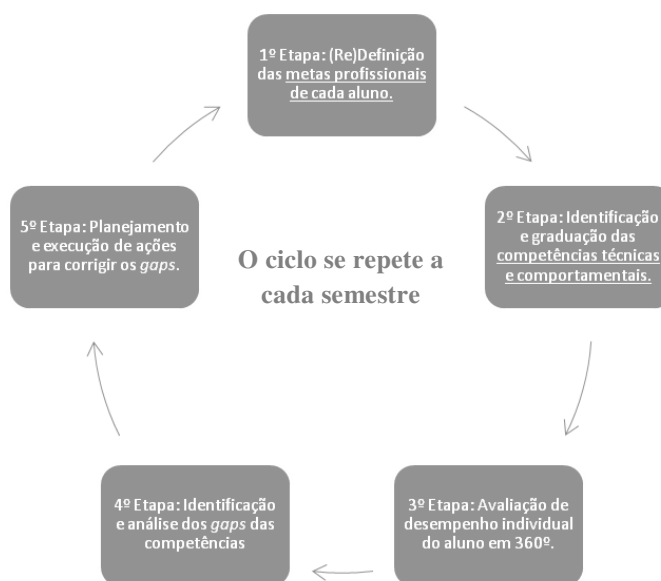 1º Etapa: (Re)Definição
das metas profissionais
de cada aluno.
2º Etapa: Identificação
e graduação das
competências técnicas
e comportamentais.
3º Etapa: Avaliação de
desempenho individual
do aluno em 360º.
4º Etapa: Identificação
e análise dos gaps das
competências
5º Etapa: Planejamento
e execução de ações
para corrigir os gaps.
O ciclo se repete a
cada semestre